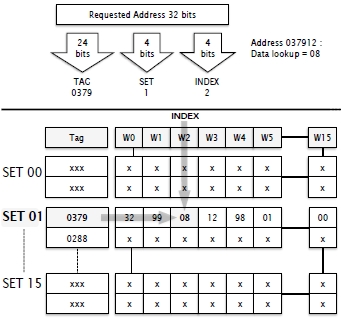 Requested Address 32 bits
24 bits
4 bits
4 bits
Address 037912 :
Data lookup = 08
TAG
0379
SET
1
INDEX
2
INDEX
Tag W0 W1 W2 W3 W4 W5 W15
SET 00
xxx x x x x x x x
xxx x x x x x x x
SET 01
0379 32 99 08 12 98 01 00
0288 x x x x x x x
SET 15
xxx x x x x x x x
xxx x x x x x x x